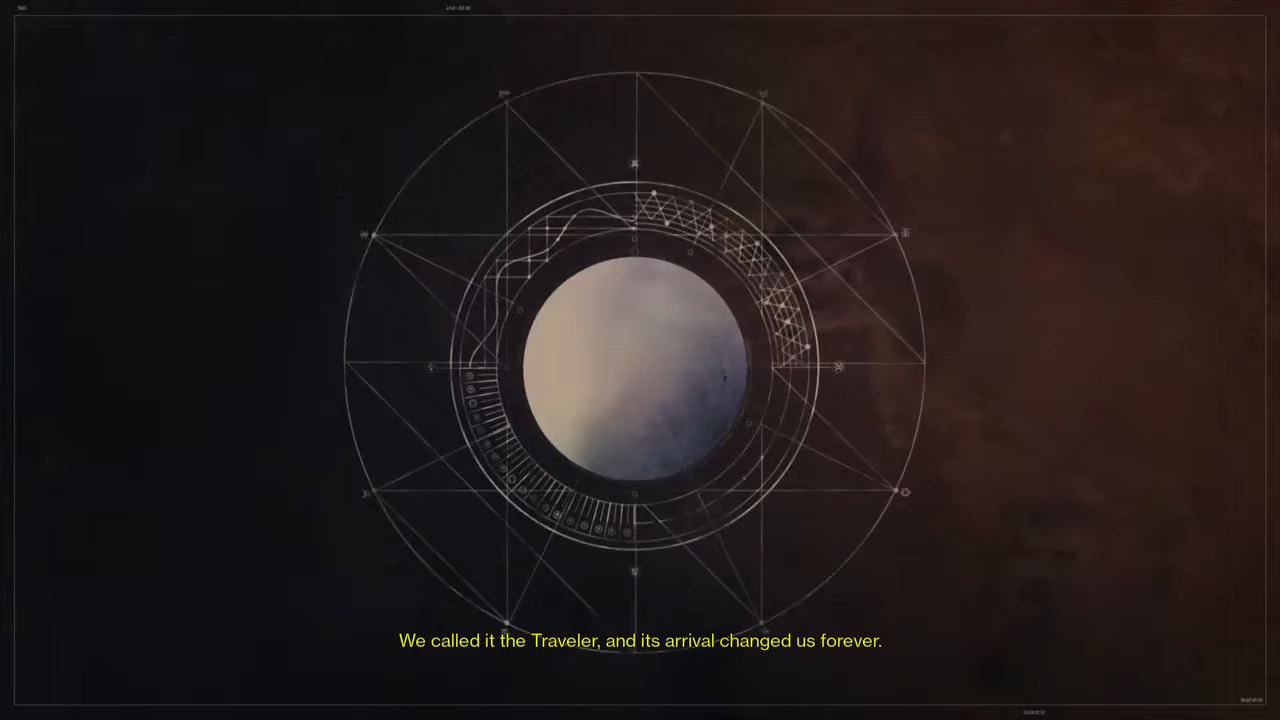 We called it the Traveler, and its arrival changed us forever.